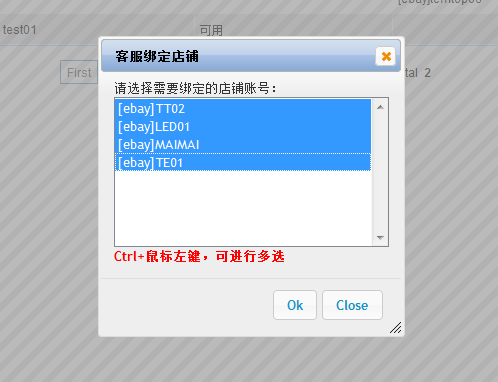 test01
可用
客服绑定店铺
First
tal 2
请选择需要绑定的店铺账号：
[ebay]TT02
[ebay]LED01
[ebay]MAIMAI
[ebay]TE01
Ctrl+鼠标左键，可进行多选
Ok
Close